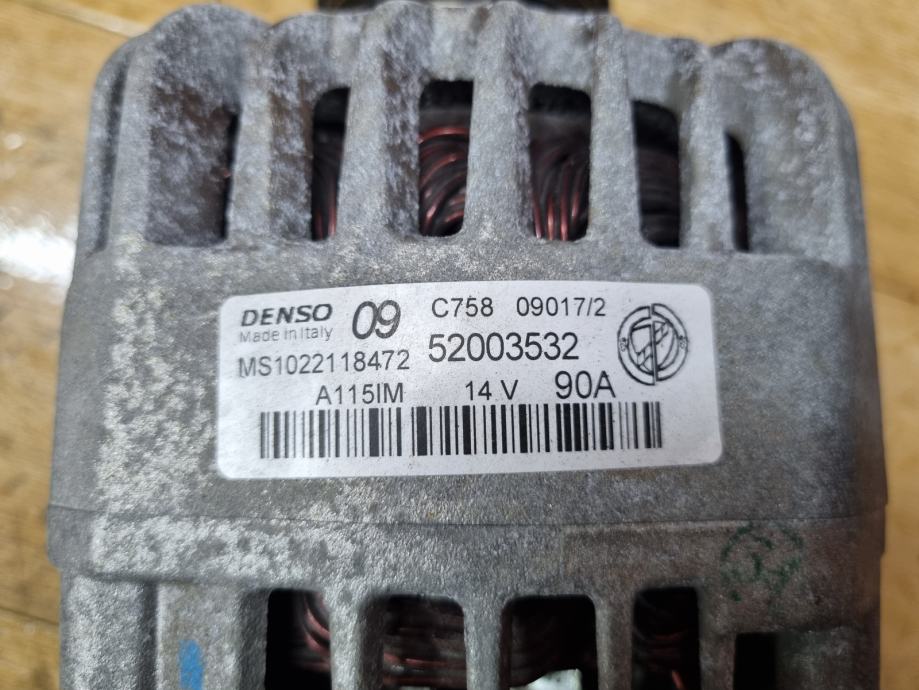 DENSO 09 C758 09017/2
Made in Italy
MS1022118472 52003532
A115IM 14 V 90A